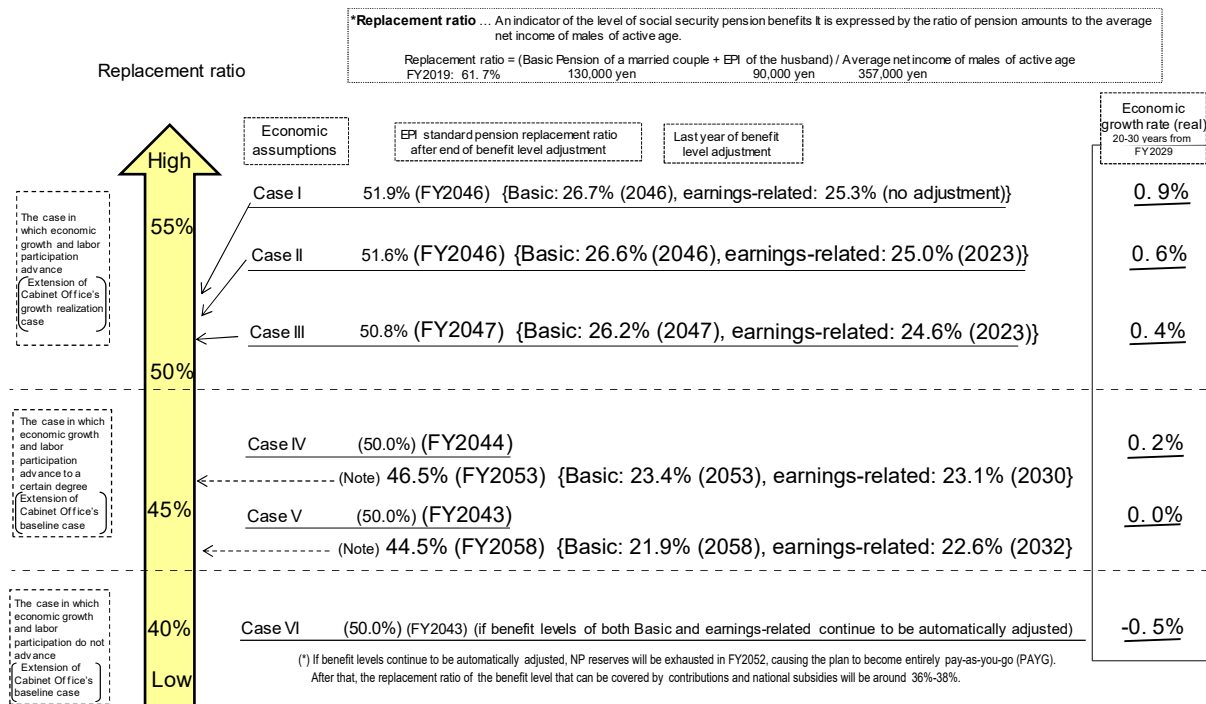 *Replacement ratio … An indicator of the level of social security pension benefits It is expressed by the ratio of pension amounts to the average
net income of males of active age.
Replacement ratio = (Basic Pension of a married couple + EPI of the husband) / Average net income of males of active age
FY2019: 61. 7% 130,000 yen 90,000 yen 357,000 yen
Replacement ratio
Economic
assumptions
EPI standard pension replacement ratio
after end of benefit level adjustment
Last year of benefit
level adjustment
Economic
growth rate (real)
20-30 years from
FY2029
High
55%
50%
45%
40%
Low
The case in
which economic
growth and labor
participation
advance
Extension of
Cabinet Office's
growth realization
case
Case I 51.9% (FY2046) {Basic: 26.7% (2046), earnings-related: 25.3% (no adjustment)}
0. 9%
Case II 51.6% (FY2046) {Basic: 26.6% (2046), earnings-related: 25.0% (2023)}
0. 6%
Case III 50.8% (FY2047) {Basic: 26.2% (2047), earnings-related: 24.6% (2023)}
0. 4%
The case in which
economic growth
and labor
participation
advance to a
certain degree
Extension of
Cabinet Office's
baseline case
Case IV (50.0%) (FY2044)
0. 2%
(Note) 46.5% (FY2053) {Basic: 23.4% (2053), earnings-related: 23.1% (2030}
Case V (50.0%) (FY2043)
0. 0%
(Note) 44.5% (FY2058) {Basic: 21.9% (2058), earnings-related: 22.6% (2032}
The case in which
economic growth
and labor
participation do not
advance
Extension of
Cabinet Office's
baseline case
Case VI (50.0%) (FY2043) (if benefit levels of both Basic and earnings-related continue to be automatically adjusted)
-0. 5%
(*) If benefit levels continue to be automatically adjusted, NP reserves will be exhausted in FY2052, causing the plan to become entirely pay-as-you-go (PAYG).
After that, the replacement ratio of the benefit level that can be covered by contributions and national subsidies will be around 36%-38%.